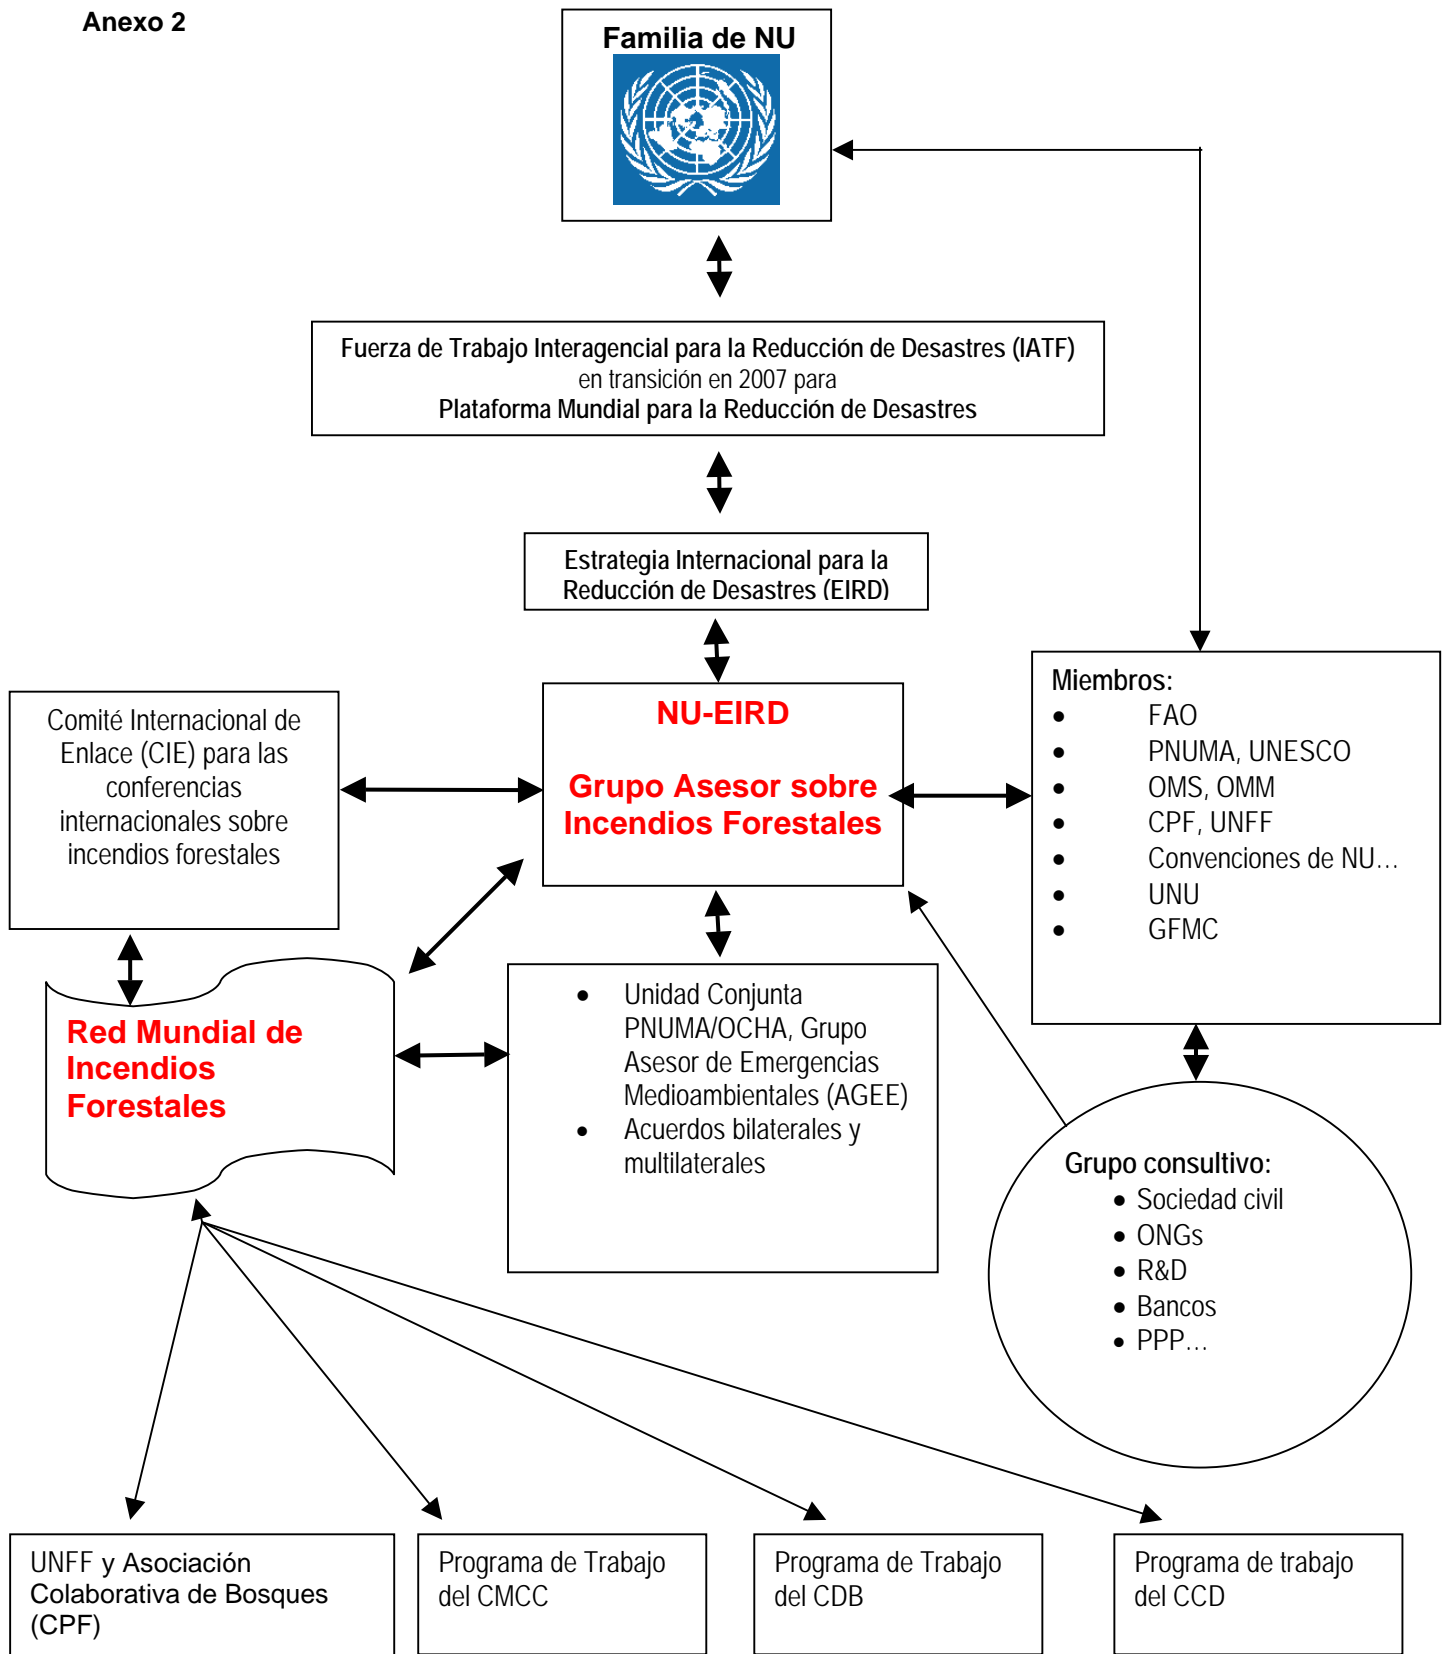 Anexo 2
Familia de NU
Fuerza de Trabajo Interagencial para la Reducción de Desastres (IATF)
en transición en 2007 para
Plataforma Mundial para la Reducción de Desastres
Estrategia Internacional para la
Reducción de Desastres (EIRD)
Comité Internacional de
Enlace (CIE) para las
conferencias
internacionales sobre
incendios forestales
NU-EIRD
Grupo Asesor sobre
Incendios Forestales
Miembros:
• FAO
• PNUMA, UNESCO
• OMS, OMM
• CPF, UNFF
• Convenciones de NU…
• UNU
• GFMC
Red Mundial de
Incendios
Forestales
• Unidad Conjunta
PNUMA/OCHA, Grupo
Asesor de Emergencias
Medioambientales (AGEE)
• Acuerdos bilaterales y
multilaterales
Grupo consultivo:
• Sociedad civil
• ONGs
• R&D
• Bancos
• PPP…
UNFF y Asociación
Colaborativa de Bosques
(CPF)
Programa de Trabajo
del CMCC
Programa de Trabajo
del CDB
Programa de trabajo
del CCD